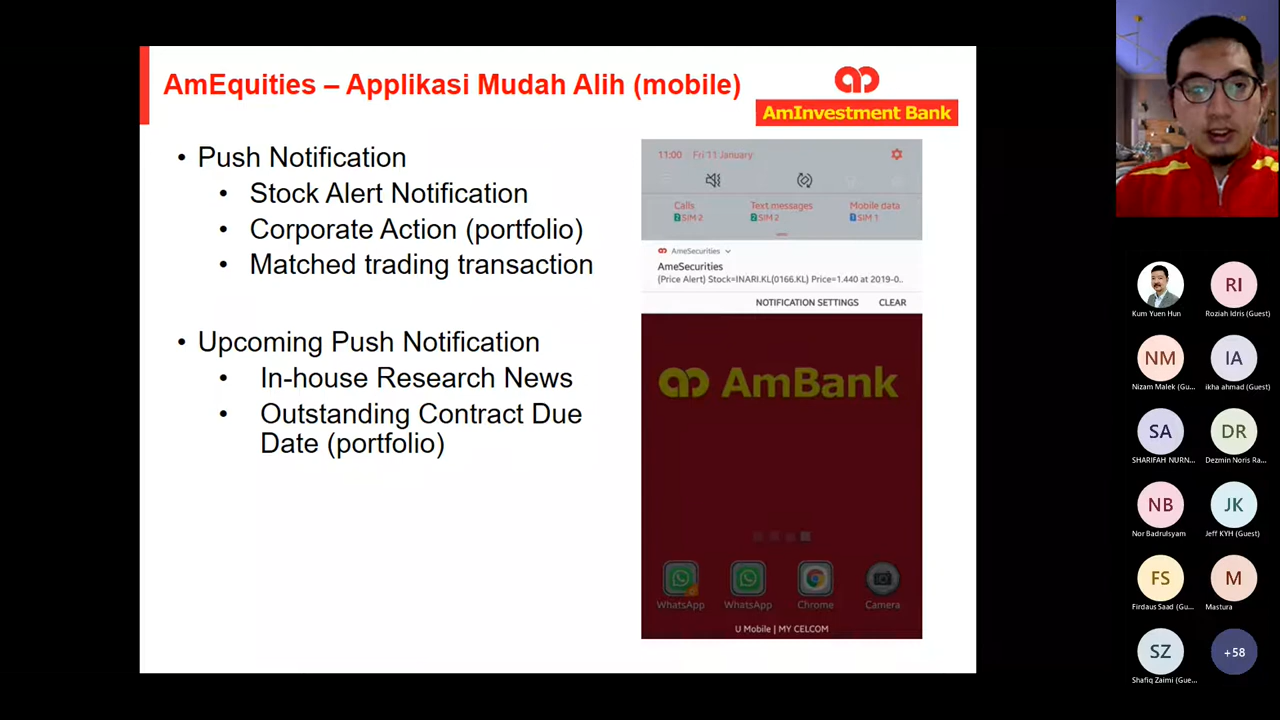 AmEquities – Applikasi Mudah Alih (mobile)
AmInvestment Bank
• Push Notification
• Stock Alert Notification
• Corporate Action (portfolio)
• Matched trading transaction
• Upcoming Push Notification
• In-house Research News
• Outstanding Contract Due
Date (portfolio)
11:00 Fri 11 January
Calls Text messages Mobile data
2 SIM 2 2 SIM 2 1 SIM 1
AmeSecurities
AmeSecurities
(Price Alert) Stock=INARI.KL(0166.KL) Price=1.440 at 2019-0..
NOTIFICATION SETTINGS CLEAR
AmBank
WhatsApp WhatsApp Chrome Camera
U Mobile | MY CELCOM
RI
Kum Yuen Hun Roziah Idris (Guest)
NM IA
Nizam Malek (Gu... ikha ahmad (Guest)
SA DR
SHARIFAH NURN... Dezmin Noris Ra...
NB JK
Nor Badrulsyam Jeff KYH (Guest)
FS M
Firdaus Saad (Gu... Mastura
SZ +58
Shafiq Zaimi (Gue...